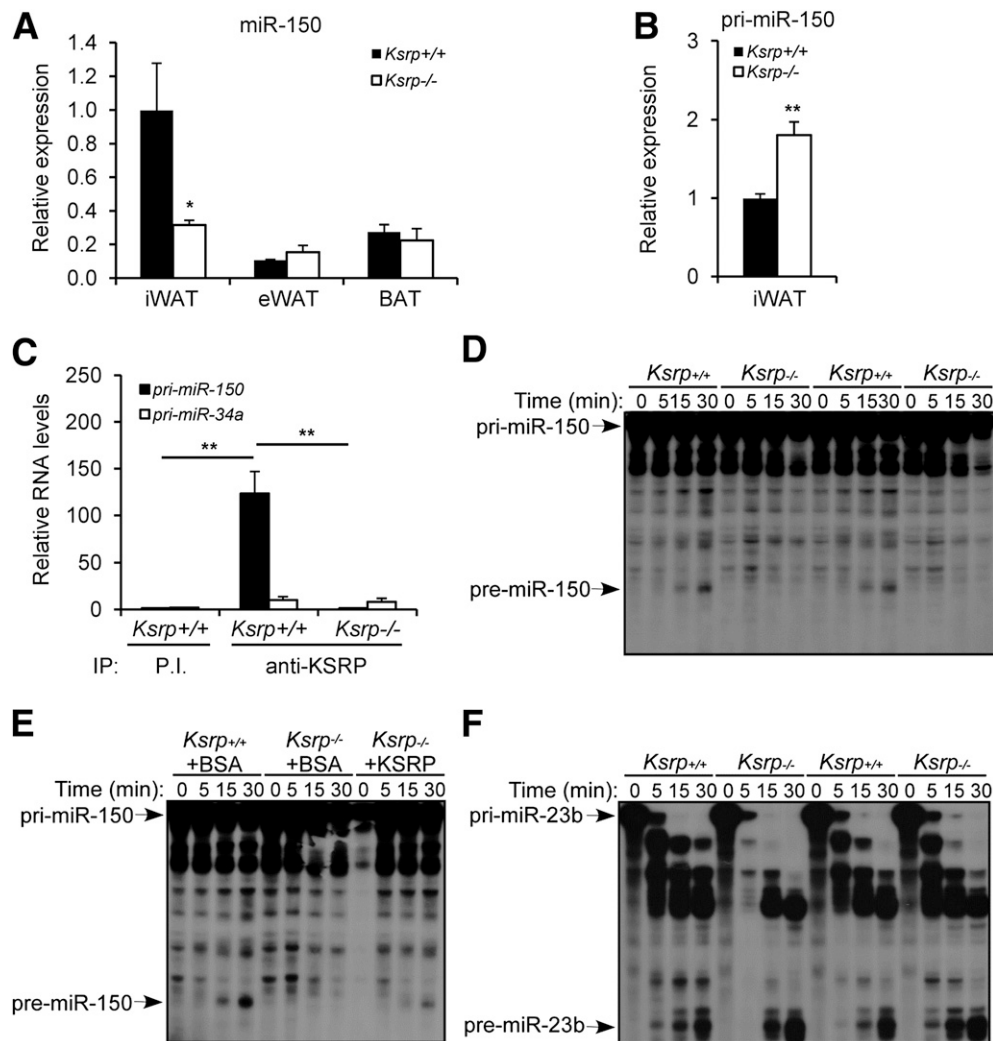 A
miR-150
Ksrp+/+
Ksrp-/-
Relative expression
1.4
1.2
1.0
0.8
0.6
0.4
0.2
0.0
*
iWAT eWAT BAT
B
pri-miR-150
Ksrp+/+
Ksrp-/-
Relative expression
3
2
1
0
**
iWAT
C
pri-miR-150
pri-miR-34a
Relative RNA levels
250
200
150
100
50
0
** **
Ksrp+/+ Ksrp+/+ Ksrp-/-
IP: P.I. anti-KSRP
D
Ksrp+/+ Ksrp-/- Ksrp+/+ Ksrp-/-
Time (min): 0 5 15 30 0 5 15 30 0 5 1530 0 5 15 30
pri-miR-150
pre-miR-150
E
Ksrp+/+ Ksrp-/- Ksrp-/-
+BSA +BSA +KSRP
Time (min): 0 5 15 30 0 5 15 30 0 5 15 30
pri-miR-150
pre-miR-150
F
Ksrp+/+ Ksrp-/- Ksrp+/+ Ksrp-/-
Time (min): 0 5 15 30 0 5 15 30 0 5 15 30 0 5 15 30
pri-miR-23b
pre-miR-23b